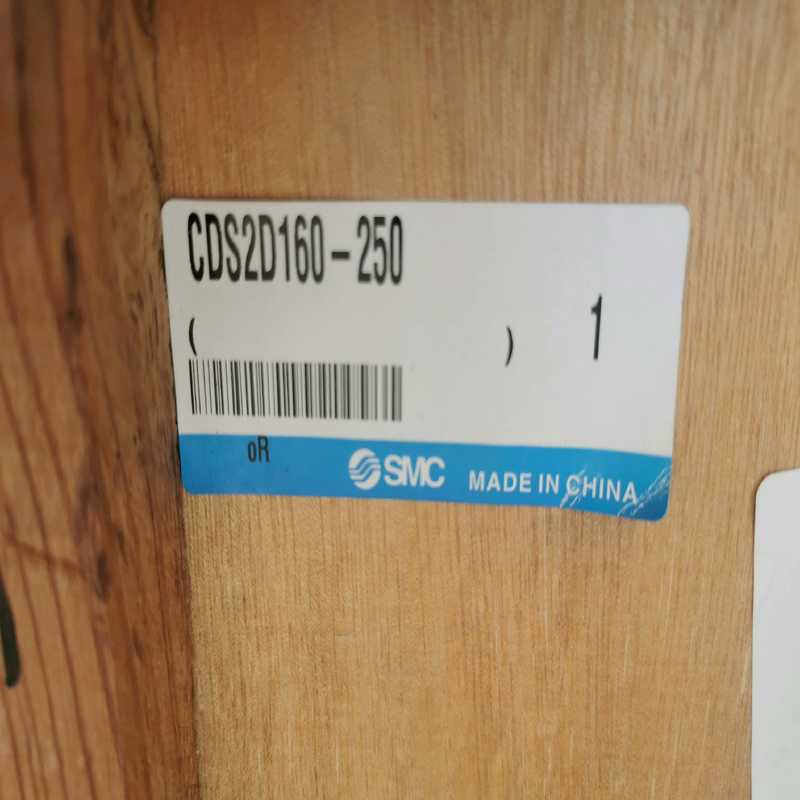 CDS2D160-250
( ) 1
oR
SMC MADE IN CHINA